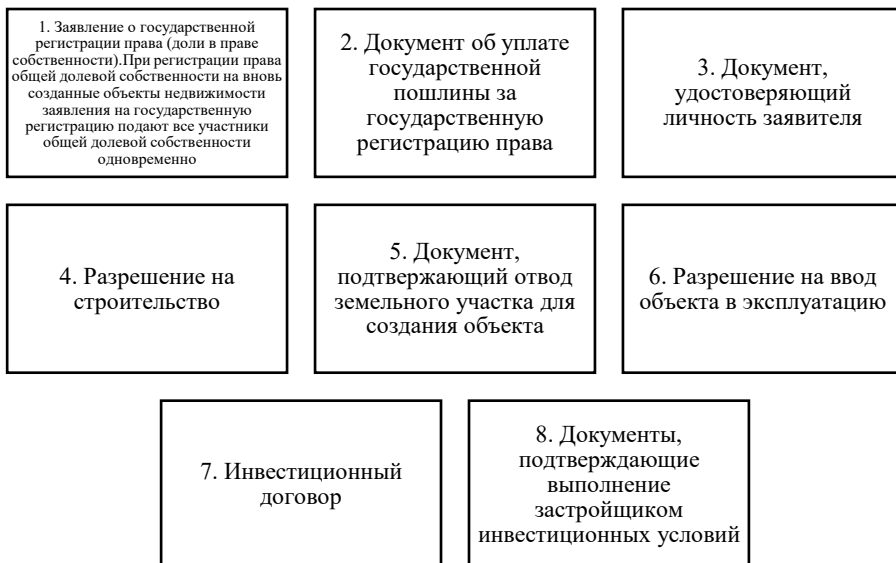 1. Заявление о государственной
регистрации права (доли в праве
собственности).При регистрации права
общей долевой собственности на вновь
созданные объекты недвижимости
заявления на государственную
регистрацию подают все участники
общей долевой собственности
одновременно
2. Документ об уплате
государственной
пошлины за
государственную
регистрацию права
3. Документ,
удостоверяющий
личность заявителя
4. Разрешение на
строительство
5. Документ,
подтвержающий отвод
земельного участка для
создания объекта
6. Разрешение на ввод
объекта в эксплуатацию
7. Инвестиционный
договор
8. Документы,
подтверждающие
выполнение
застройщиком
инвестиционных условий